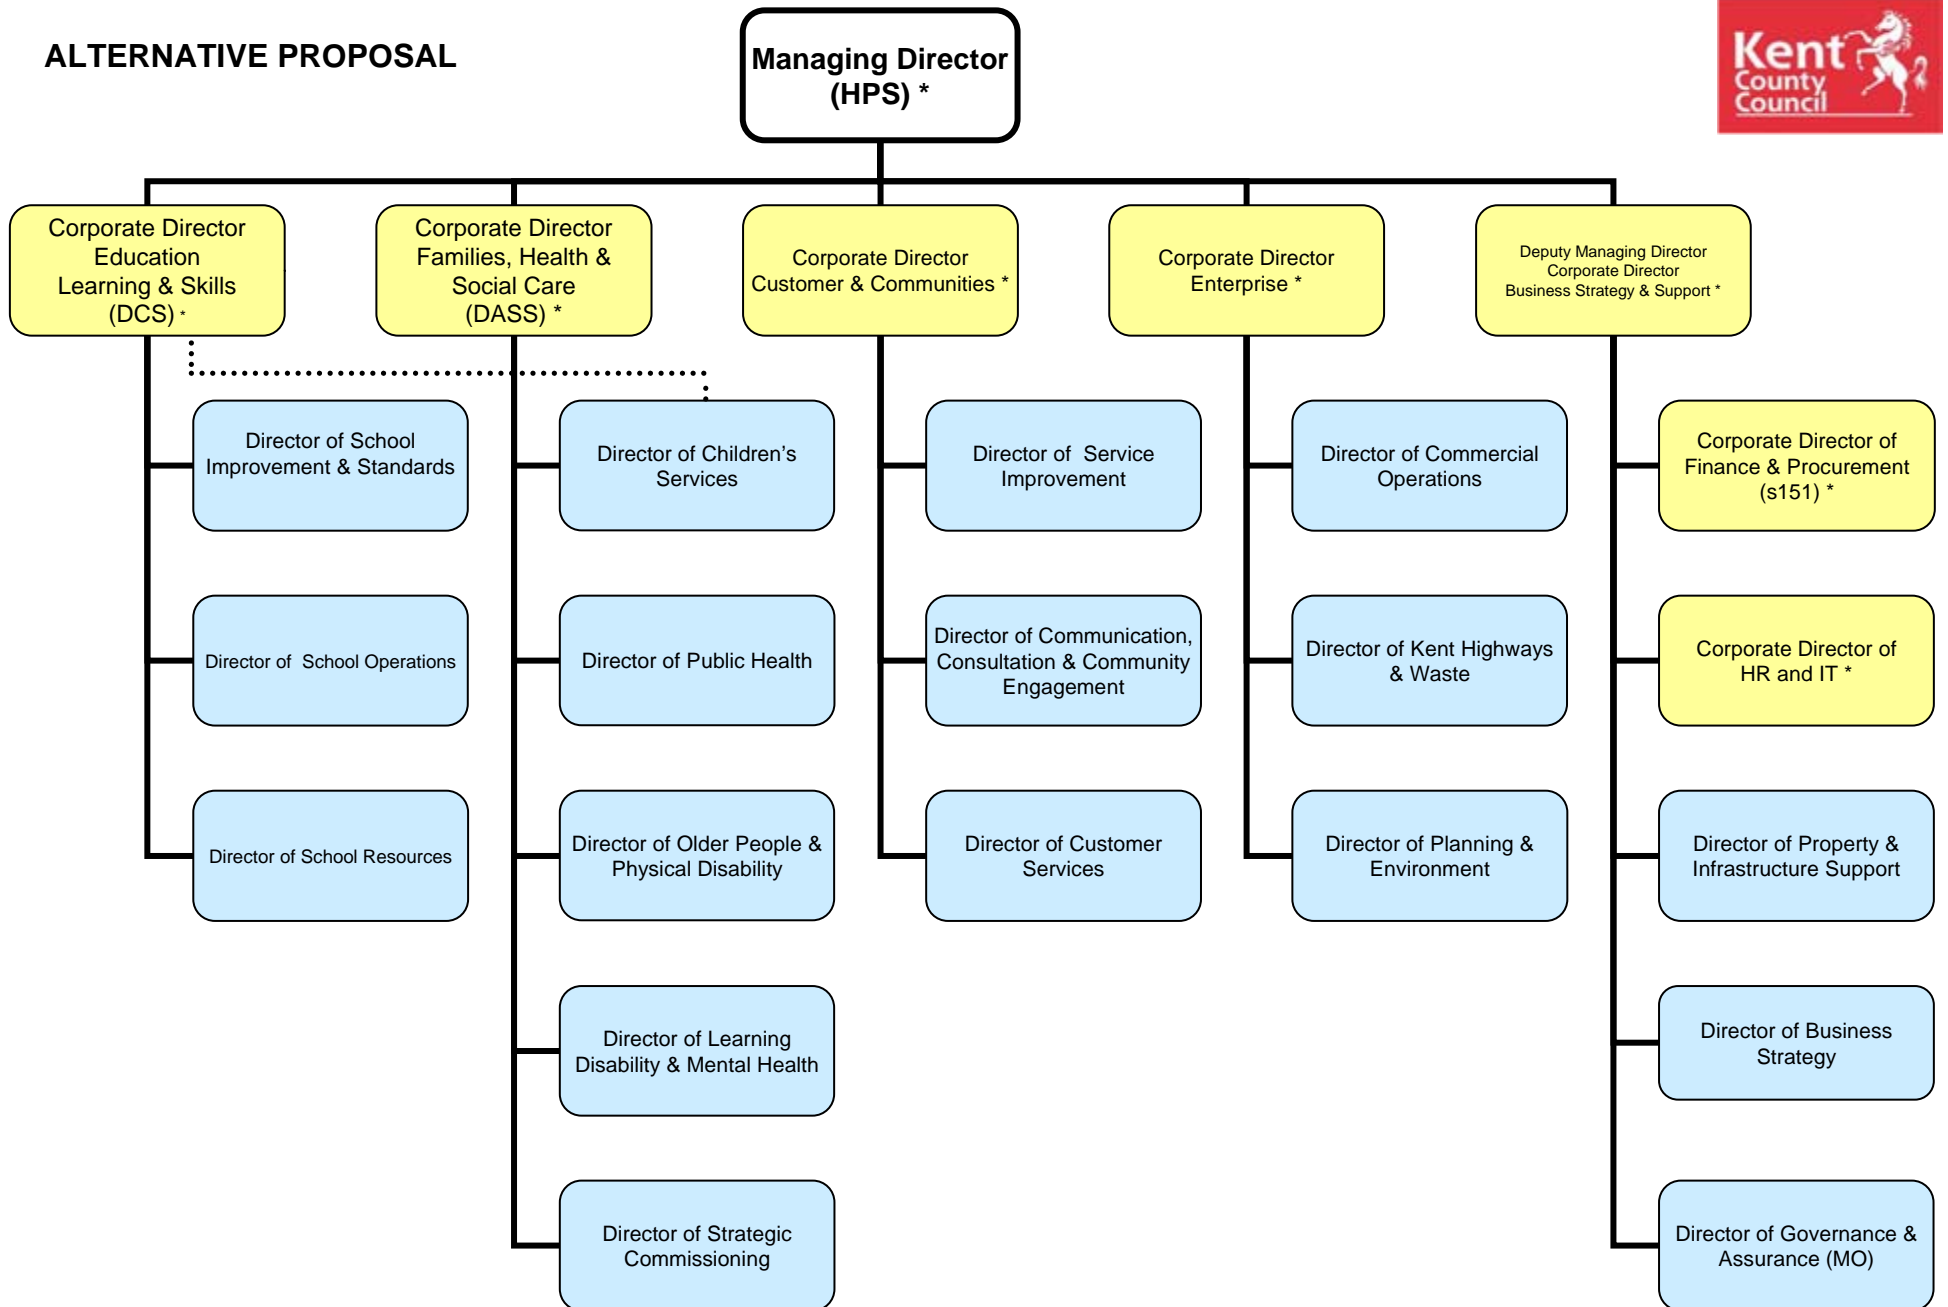 ALTERNATIVE PROPOSAL
Managing Director
(HPS) *
Kent
County
Council
Corporate Director
Education
Learning & Skills
(DCS) *
Corporate Director
Families, Health &
Social Care
(DASS) *
Corporate Director
Customer & Communities *
Corporate Director
Enterprise *
Deputy Managing Director
Corporate Director
Business Strategy & Support *
Director of School
Improvement & Standards
Director of Children’s
Services
Director of Service
Improvement
Director of Commercial
Operations
Corporate Director of
Finance & Procurement
(s151) *
Director of School Operations
Director of Public Health
Director of Communication,
Consultation & Community
Engagement
Director of Kent Highways
& Waste
Corporate Director of
HR and IT *
Director of School Resources
Director of Older People &
Physical Disability
Director of Customer
Services
Director of Planning &
Environment
Director of Property &
Infrastructure Support
Director of Learning
Disability & Mental Health
Director of Business
Strategy
Director of Strategic
Commissioning
Director of Governance &
Assurance (MO)